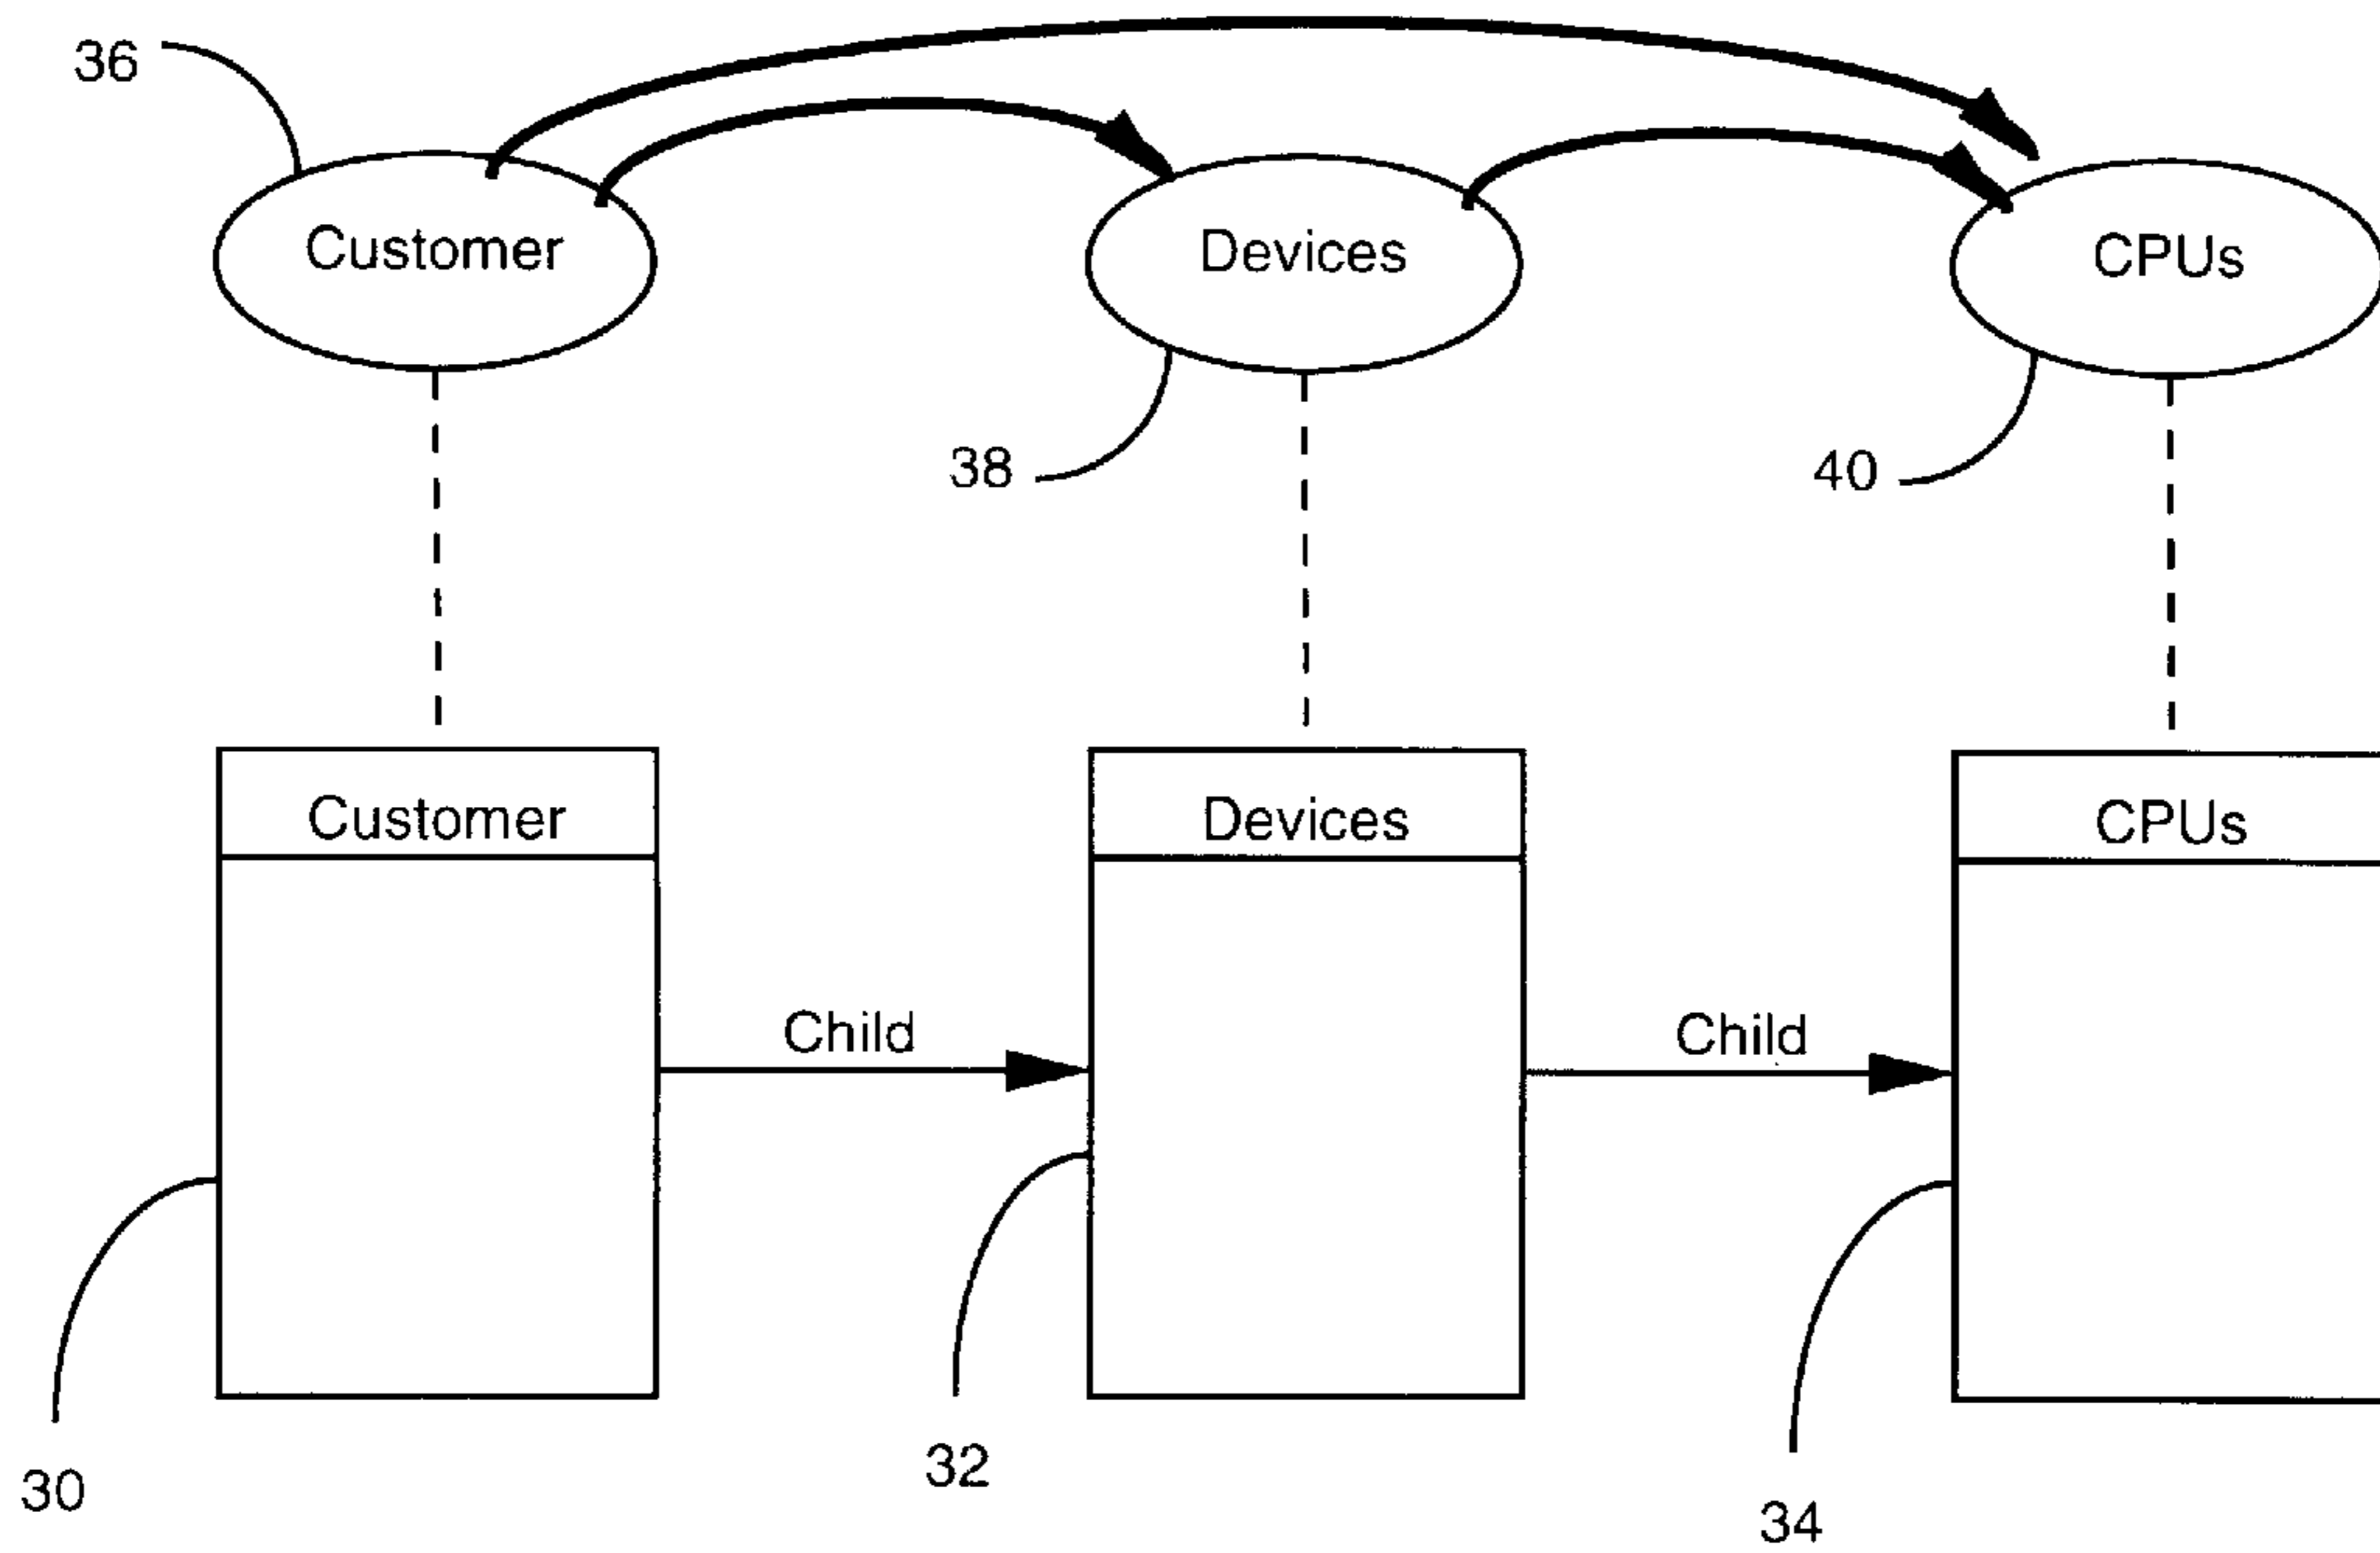 36
Customer
Devices
CPUs
38
40
Customer
Devices
CPUs
Child
Child
30
32
34